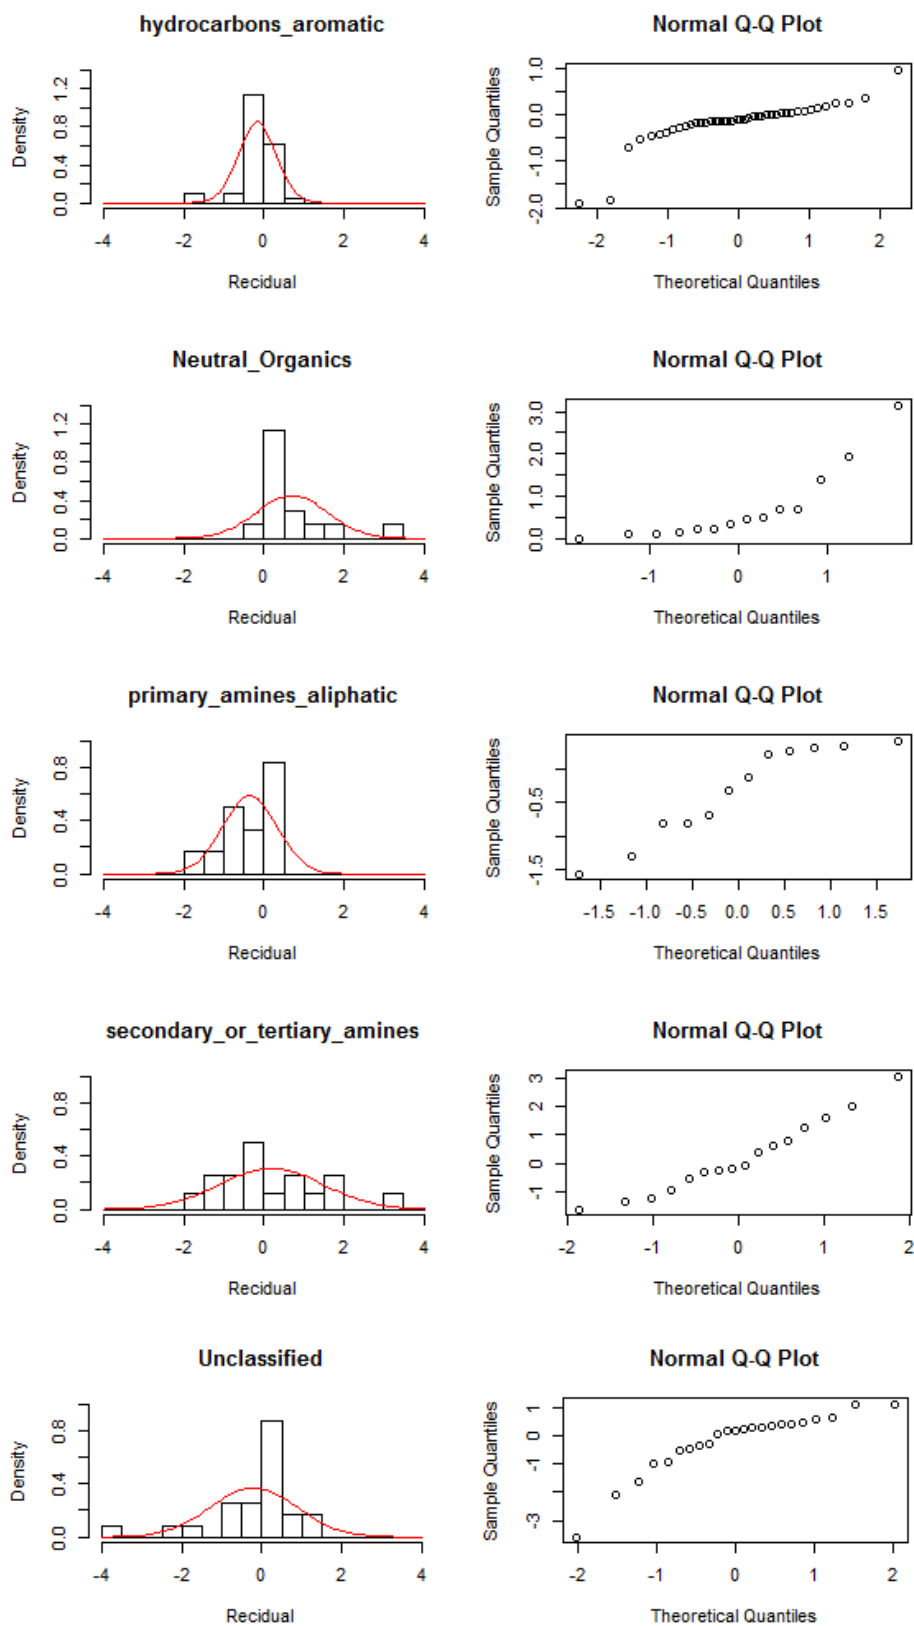 hydrocarbons_aromatic
Normal Q-Q Plot
Density
0.0 0.4 0.8 1.2
-4 -2 0 2 4
Recidual
Sample Quantiles
-2.0 -1.0 0.0 1.0
-2 -1 0 1 2
Theoretical Quantiles
Neutral_Organics
Normal Q-Q Plot
Density
0.0 0.4 0.8 1.2
-4 -2 0 2 4
Recidual
Sample Quantiles
0.0 1.0 2.0 3.0
-1 0 1
Theoretical Quantiles
primary_amines_aliphatic
Normal Q-Q Plot
Density
0.0 0.4 0.8
-4 -2 0 2 4
Recidual
Sample Quantiles
-1.5 -0.5
-1.5 -1.0 -0.5 0.0 0.5 1.0 1.5
Theoretical Quantiles
secondary_or_tertiary_amines
Normal Q-Q Plot
Density
0.0 0.4 0.8
-4 -2 0 2 4
Recidual
Sample Quantiles
-1 0 1 2 3
-2 -1 0 1 2
Theoretical Quantiles
Unclassified
Normal Q-Q Plot
Density
0.0 0.4 0.8
-4 -2 0 2 4
Recidual
Sample Quantiles
-3 -1 0 1
-2 -1 0 1 2
Theoretical Quantiles